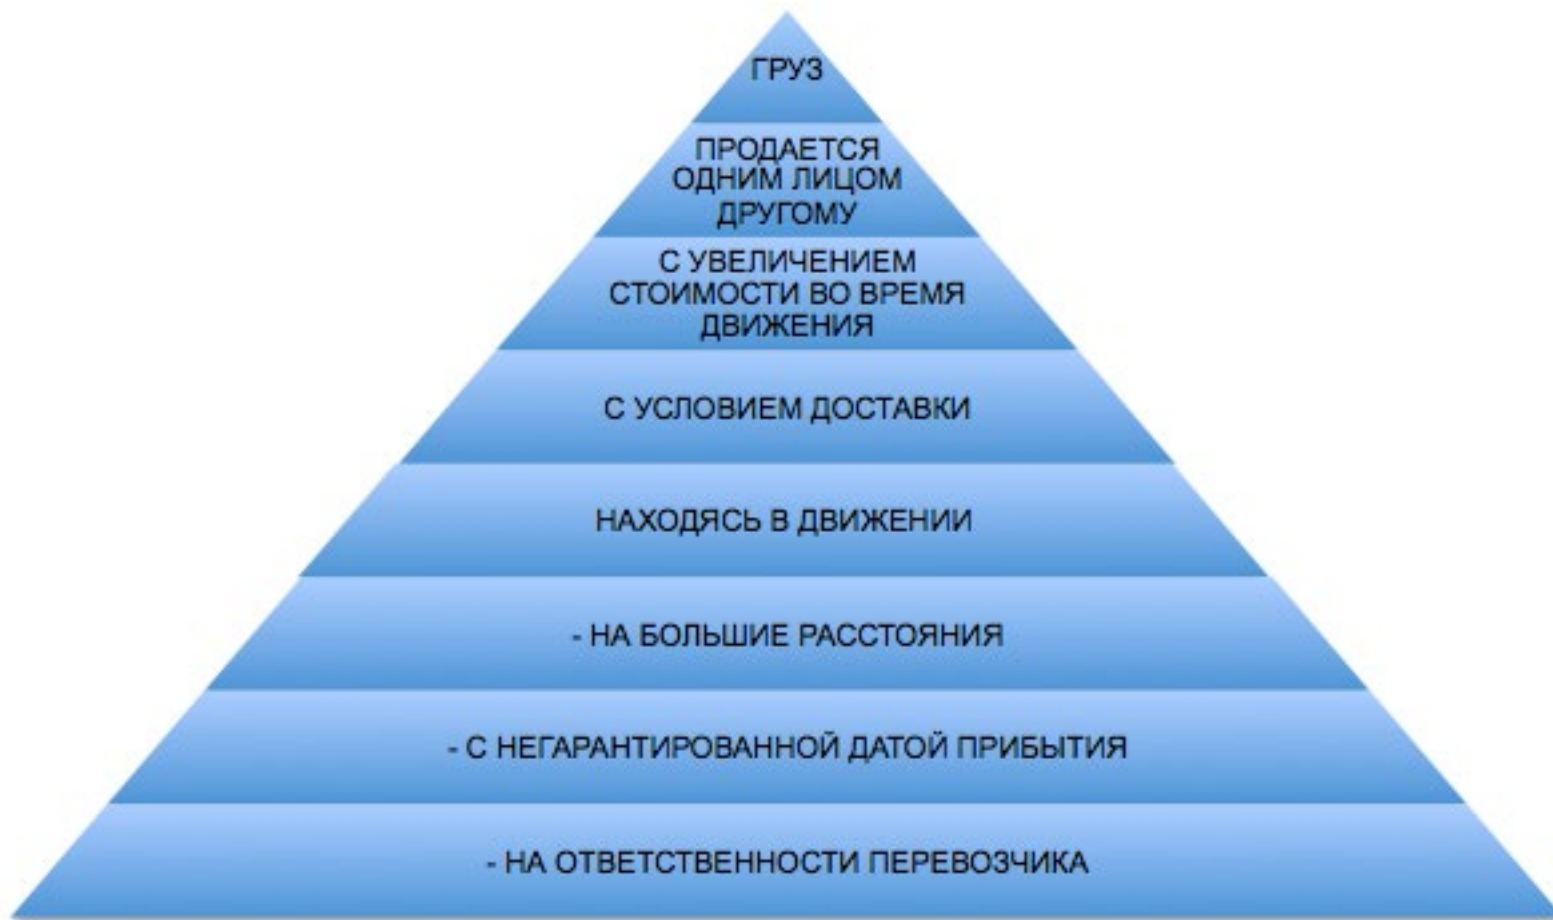 ГРУЗ
ПРОДАЕТСЯ
ОДНИМ ЛИЦОМ
ДРУГОМУ
С УВЕЛИЧЕНИЕМ
СТОИМОСТИ ВО ВРЕМЯ
ДВИЖЕНИЯ
С УСЛОВИЕМ ДОСТАВКИ
НАХОДЯСЬ В ДВИЖЕНИИ
- НА БОЛЬШИЕ РАССТОЯНИЯ
- С НЕГАРАНТИРОВАННОЙ ДАТОЙ ПРИБЫТИЯ
- НА ОТВЕТСТВЕННОСТИ ПЕРЕВОЗЧИКА